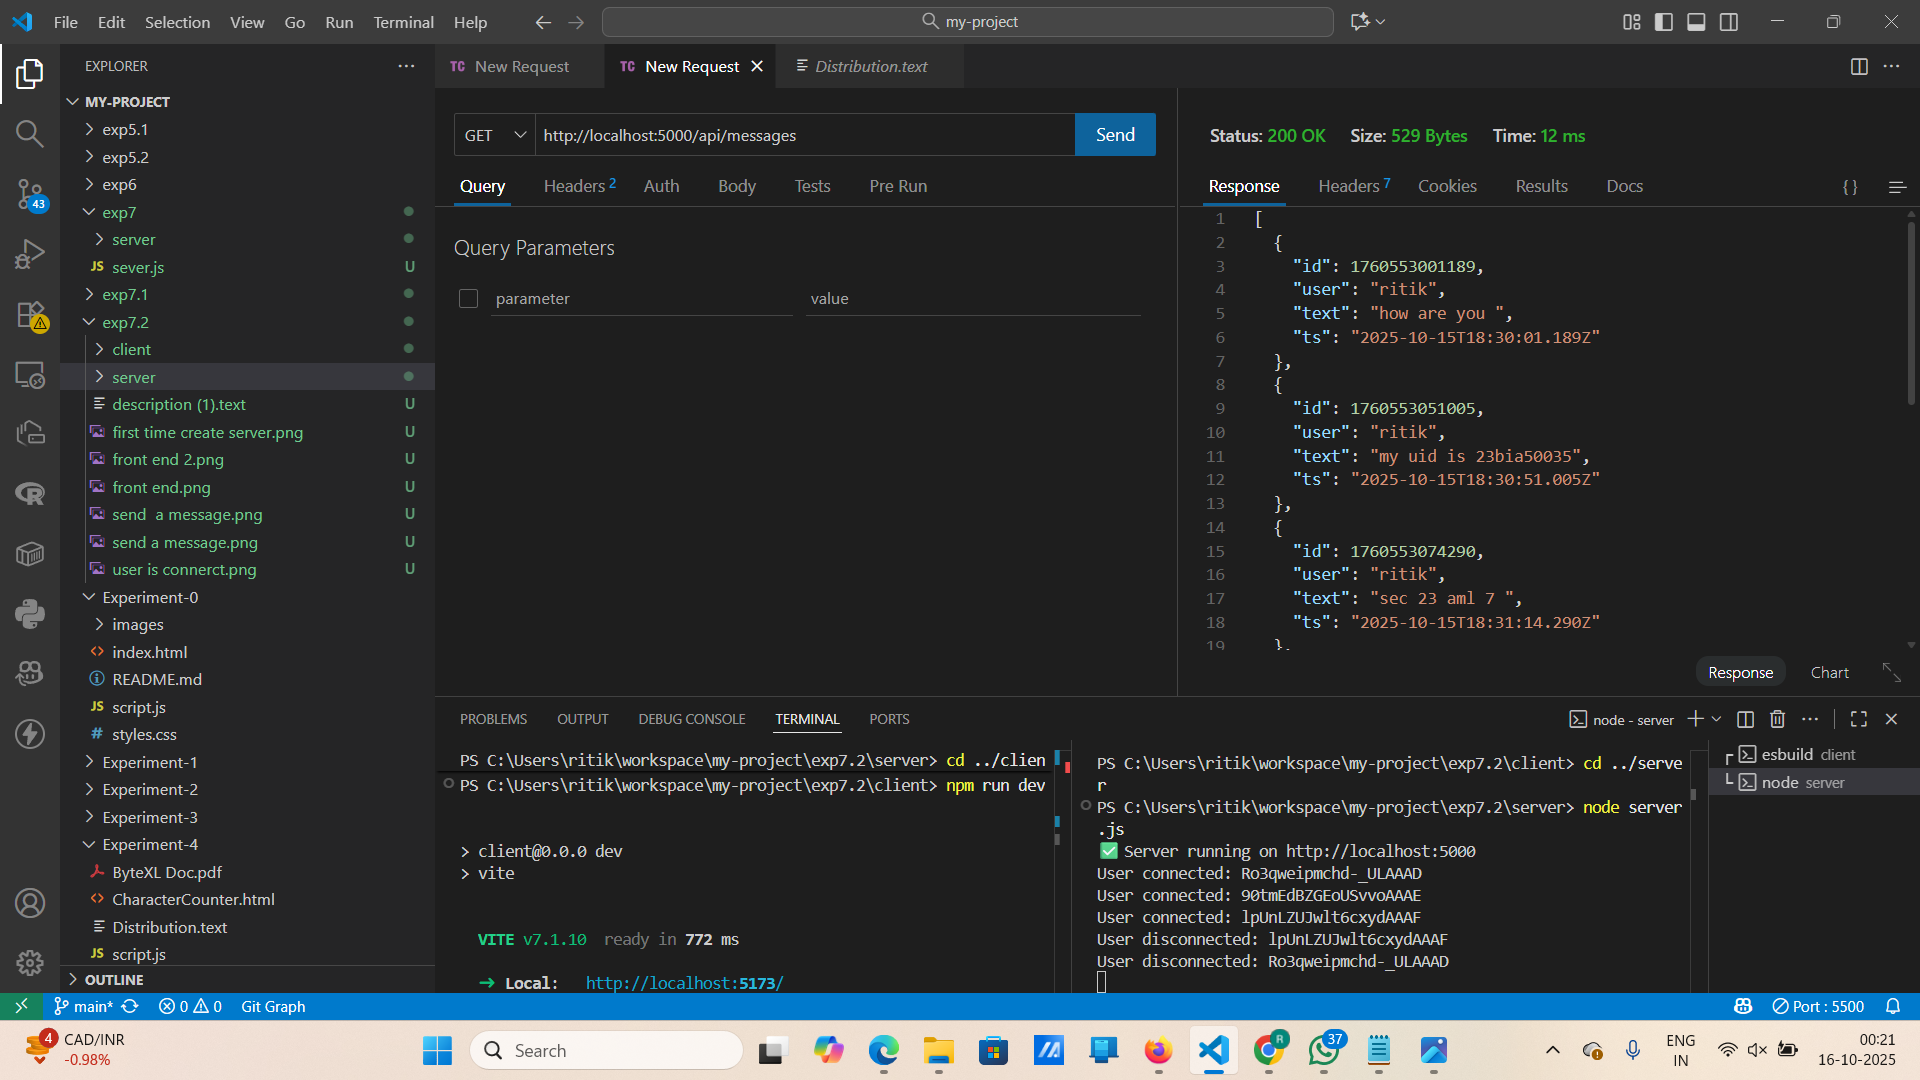 File Edit Selection View Go Run Terminal Help
my-project
EXPLORER
MY-PROJECT
exp5.1
exp5.2
exp6
exp7
server
JS sever.js U
exp7.1
exp7.2
client
server
description (1).text U
first time create server.png U
front end 2.png U
front end.png U
send  a message.png U
send a message.png U
user is connerct.png U
Experiment-0
images
index.html
README.md
JS script.js
# styles.css
Experiment-1
Experiment-2
Experiment-3
Experiment-4
ByteXL Doc.pdf
CharacterCounter.html
Distribution.text
JS script.js
OUTLINE
43
TC New Request
TC New Request
Distribution.text
GET http://localhost:5000/api/messages Send
Query Headers 2 Auth Body Tests Pre Run
Query Parameters
parameter value
Status: 200 OK Size: 529 Bytes Time: 12 ms
Response Headers 7 Cookies Results Docs {}
1 [
2 {
3 "id": 1760553001189,
4 "user": "ritik",
5 "text": "how are you ",
6 "ts": "2025-10-15T18:30:01.189Z"
7 },
8 {
9 "id": 1760553051005,
10 "user": "ritik",
11 "text": "my uid is 23bia50035",
12 "ts": "2025-10-15T18:30:51.005Z"
13 },
14 {
15 "id": 1760553074290,
16 "user": "ritik",
17 "text": "sec 23 aml 7 ",
18 "ts": "2025-10-15T18:31:14.290Z"
19 },
Response Chart
PROBLEMS OUTPUT DEBUG CONSOLE TERMINAL PORTS
node - server
PS C:\Users\ritik\workspace\my-project\exp7.2\server> cd ../clien
PS C:\Users\ritik\workspace\my-project\exp7.2\client> npm run dev
> client@0.0.0 dev
> vite
VITE v7.1.10 ready in 772 ms
➜ Local: http://localhost:5173/
PS C:\Users\ritik\workspace\my-project\exp7.2\client> cd ../serve
r
PS C:\Users\ritik\workspace\my-project\exp7.2\server> node server
.js
✅ Server running on http://localhost:5000
User connected: Ro3qweipmchd-_ULAAAD
User connected: 90tmEdBZGEoUSvvoAAAE
User connected: lpUnLZUJwlt6cxydAAAF
User disconnected: lpUnLZUJwlt6cxydAAAF
User disconnected: Ro3qweipmchd-_ULAAAD
esbuild client
node server
main* 0 0 Git Graph
Port : 5500
4
CAD/INR
-0.98%
Search
R
37
ENG
IN
00:21
16-10-2025